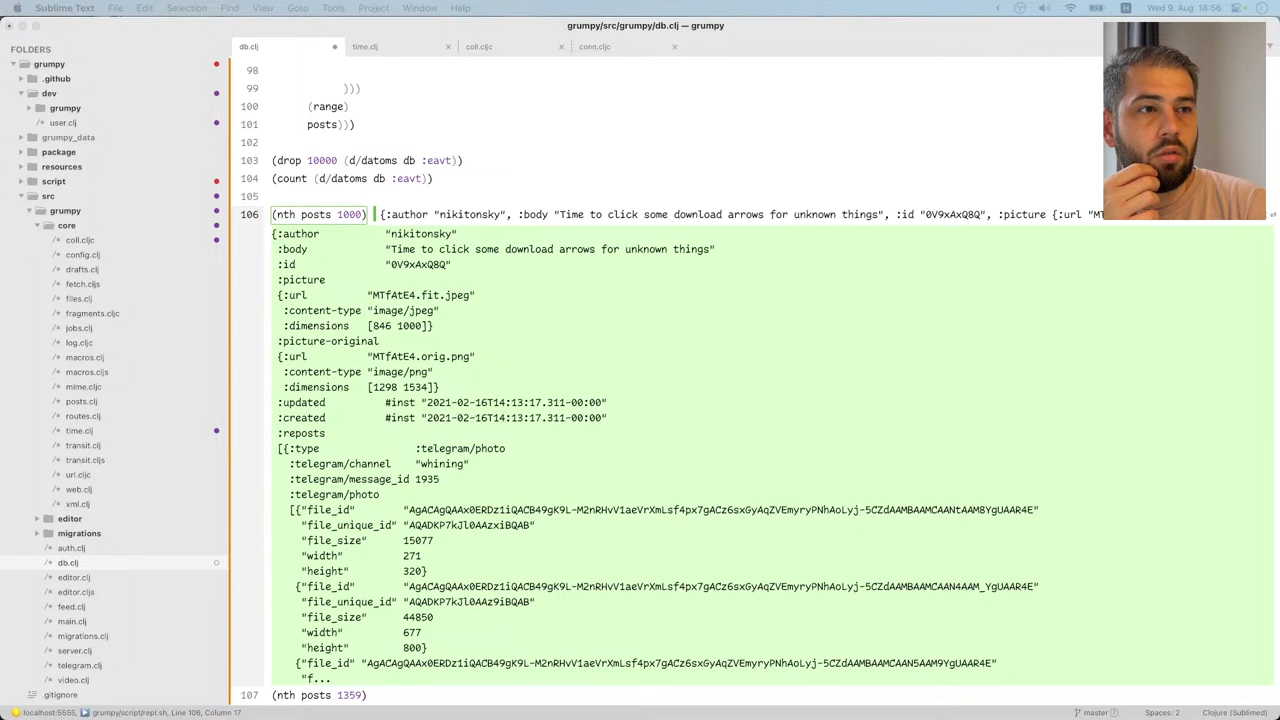 Sublime Text File Edit Selection Find View Goto Tools Project Window Help Wed 9. Aug 18:56
grumpy/src/grumpy/db.clj — grumpy
FOLDERS
grumpy
.github
dev
grumpy
user.clj
grumpy_data
package
resources
script
src
grumpy
core
coll.cljc
config.clj
drafts.clj
fetch.cljs
files.clj
fragments.cljc
jobs.clj
log.cljc
macros.clj
macros.cljs
mime.cljc
posts.clj
routes.clj
time.clj
transit.clj
transit.cljs
url.cljc
web.clj
xml.clj
editor
migrations
auth.clj
db.clj
editor.clj
editor.cljs
feed.clj
main.clj
migrations.clj
server.clj
telegram.clj
video.clj
.gitignore
db.clj time.clj coll.cljc conn.cljc
98
99 )))
100 (range)
101 posts)))
102
103 (drop 10000 (d/datoms db :eavt))
104 (count (d/datoms db :eavt))
105
106 (nth posts 1000) {:author "nikitonsky", :body "Time to click some download arrows for unknown things", :id "0V9xAxQ8Q", :picture {:url "MT
{:author "nikitonsky"
:body "Time to click some download arrows for unknown things"
:id "0V9xAxQ8Q"
:picture
{:url "MTfAtE4.fit.jpeg"
:content-type "image/jpeg"
:dimensions [846 1000]}
:picture-original
{:url "MTfAtE4.orig.png"
:content-type "image/png"
:dimensions [1298 1534]}
:updated #inst "2021-02-16T14:13:17.311-00:00"
:created #inst "2021-02-16T14:13:17.311-00:00"
:reposts
[{:type :telegram/photo
:telegram/channel "whining"
:telegram/message_id 1935
:telegram/photo
[{"file_id" "AgACAgQAAx0ERDz1iQACB49gK9L-M2nRHvV1aeVrXmLsf4px7gACz6sxGyAqZVEmyryPNhAoLyj-5CZdAAMBAAMCAANtAAM8YgUAAR4E"
"file_unique_id" "AQADKP7kJl0AAzxiBQAB"
"file_size" 15077
"width" 271
"height" 320}
{"file_id" "AgACAgQAAx0ERDz1iQACB49gK9L-M2nRHvV1aeVrXmLsf4px7gACz6sxGyAqZVEmyryPNhAoLyj-5CZdAAMBAAMCAAN4AAM_YgUAAR4E"
"file_unique_id" "AQADKP7kJl0AAz9iBQAB"
"file_size" 44850
"width" 677
"height" 800}
{"file_id" "AgACAgQAAx0ERDz1iQACB49gK9L-M2nRHvV1aeVrXmLsf4px7gACz6sxGyAqZVEmyryPNhAoLyj-5CZdAAMBAAMCAAN5AAM9YgUAAR4E"
"f...
107 (nth posts 1359)
localhost:5555, grumpy/script/repl.sh, Line 106, Column 17 master 7 Spaces: 2 Clojure (Sublimed)